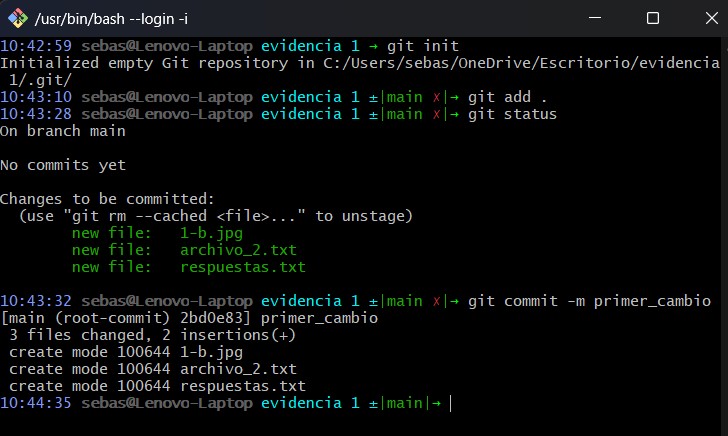 /usr/bin/bash --login -i
10:42:59 sebas@Lenovo-Laptop evidencia 1 → git init
Initialized empty Git repository in C:/Users/sebas/OneDrive/Escritorio/evidencia
 1/.git/
10:43:10 sebas@Lenovo-Laptop evidencia 1 ±|main ✗|→ git add .
10:43:28 sebas@Lenovo-Laptop evidencia 1 ±|main ✗|→ git status
On branch main
No commits yet
Changes to be committed:
  (use "git rm --cached <file>..." to unstage)
        new file:   1-b.jpg
        new file:   archivo_2.txt
        new file:   respuestas.txt
10:43:32 sebas@Lenovo-Laptop evidencia 1 ±|main ✗|→ git commit -m primer_cambio
[main (root-commit) 2bd0e83] primer_cambio
 3 files changed, 2 insertions(+)
 create mode 100644 1-b.jpg
 create mode 100644 archivo_2.txt
 create mode 100644 respuestas.txt
10:44:35 sebas@Lenovo-Laptop evidencia 1 ±|main|→